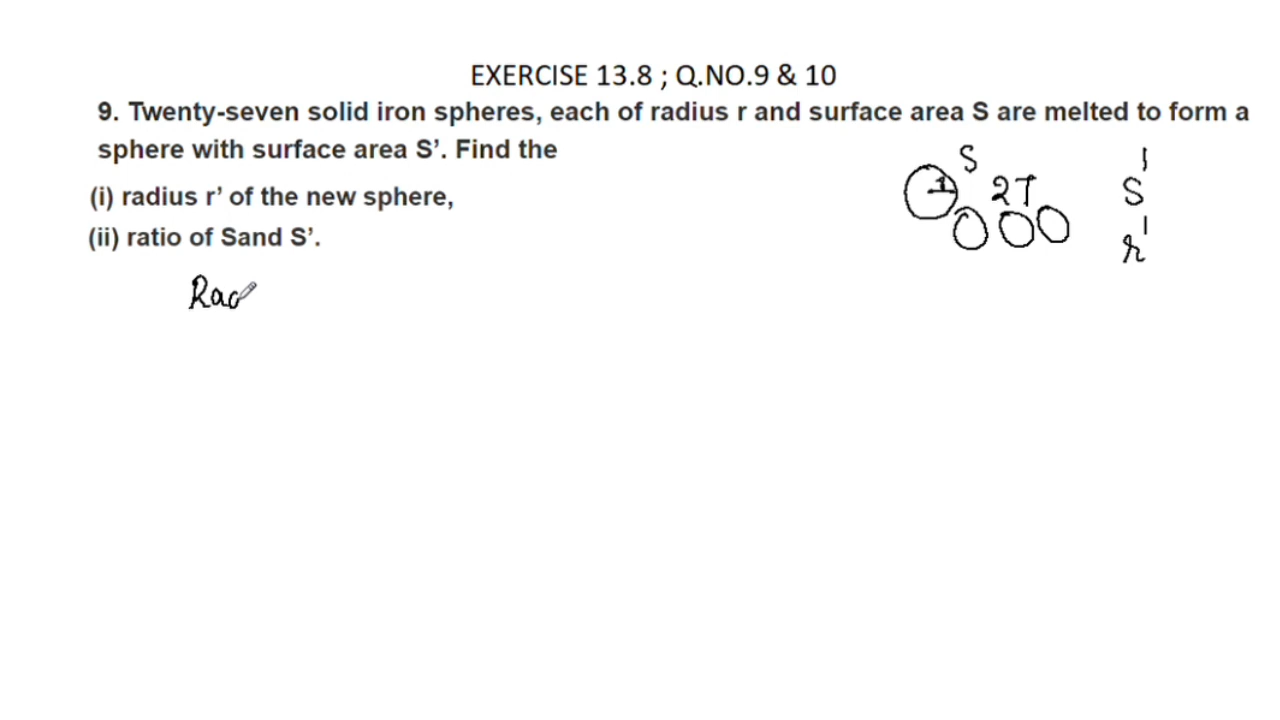 EXERCISE 13.8 ; Q.NO.9 & 10
9. Twenty-seven solid iron spheres, each of radius r and surface area S are melted to form a
sphere with surface area S’. Find the
(i) radius r’ of the new sphere,
(ii) ratio of Sand S’.
S
27
S'
r'
Rad